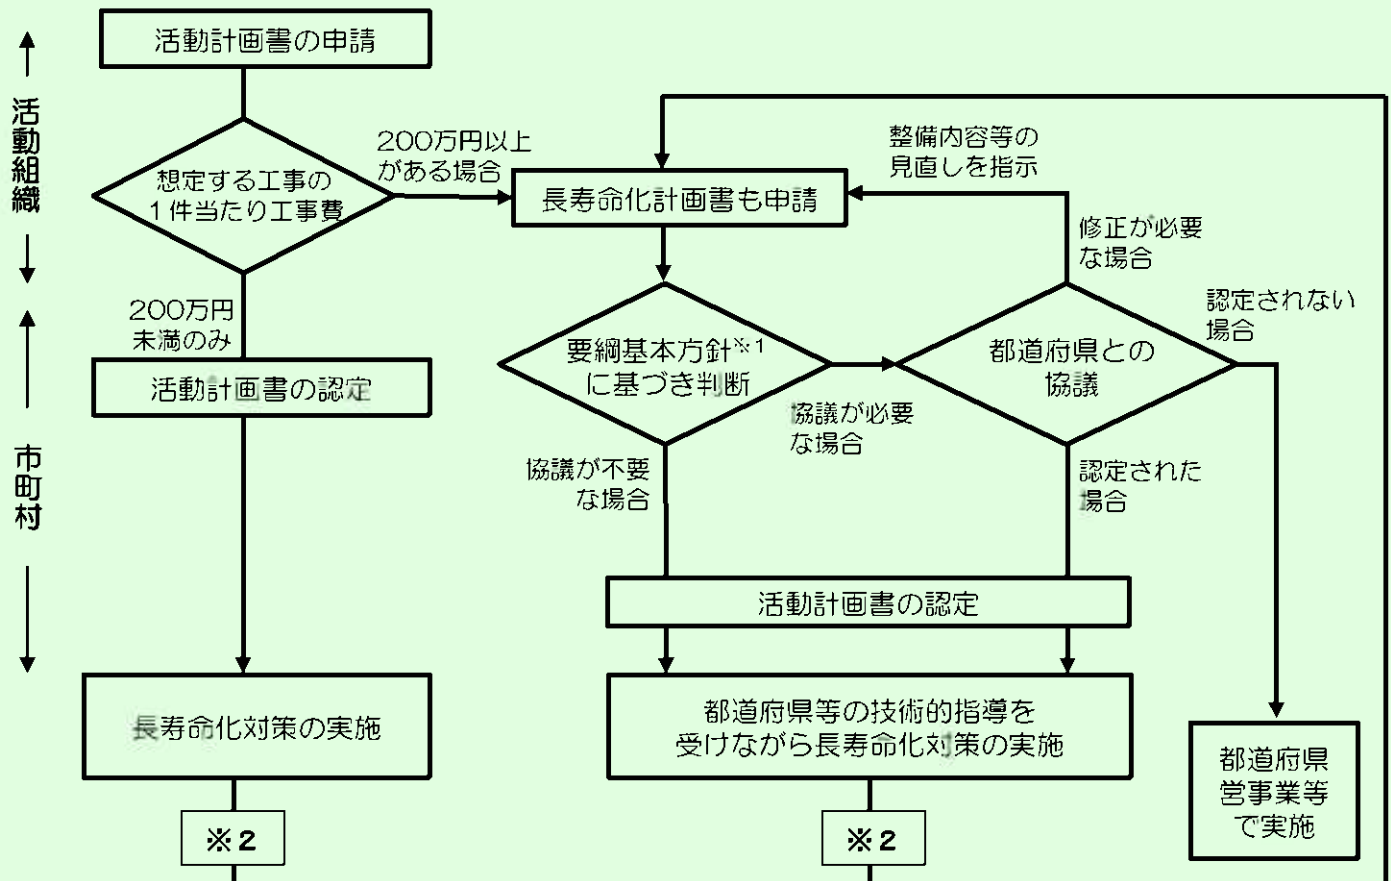 活動計画書の申請
活動組織
想定する工事の
1件当たり工事費
200万円以上
がある場合
長寿命化計画書も申請
整備内容等の
見直しを指示
修正が必要
な場合
200万円
未満のみ
活動計画書の認定
市町村
要綱基本方針※1
に基づき判断
協議が必要
な場合
都道府県との
協議
認定されない
場合
協議が不要
な場合
認定された
場合
活動計画書の認定
長寿命化対策の実施
都道府県等の技術的指導を
受けながら長寿命化対策の実施
都道府県
営事業等
で実施
※2
※2